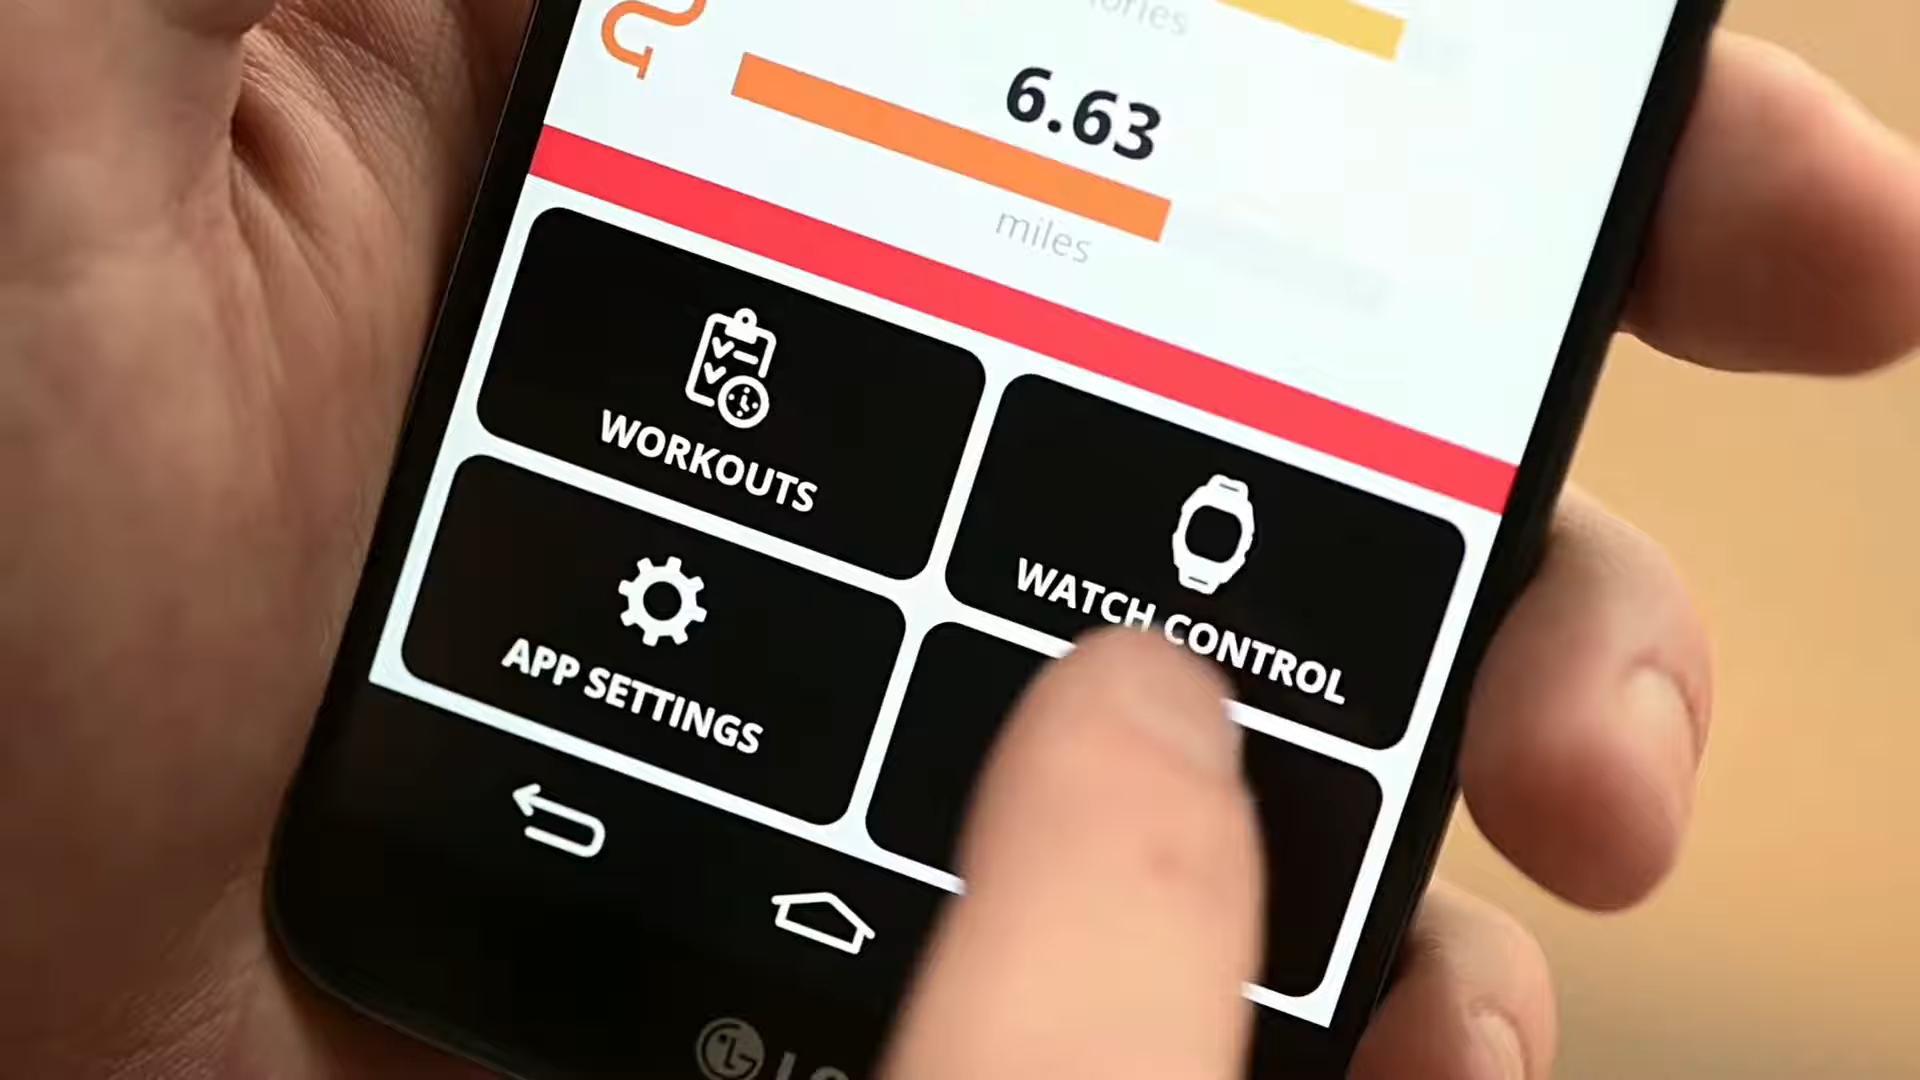 6.63
miles
WORKOUTS
WATCH CONTROL
APP SETTINGS